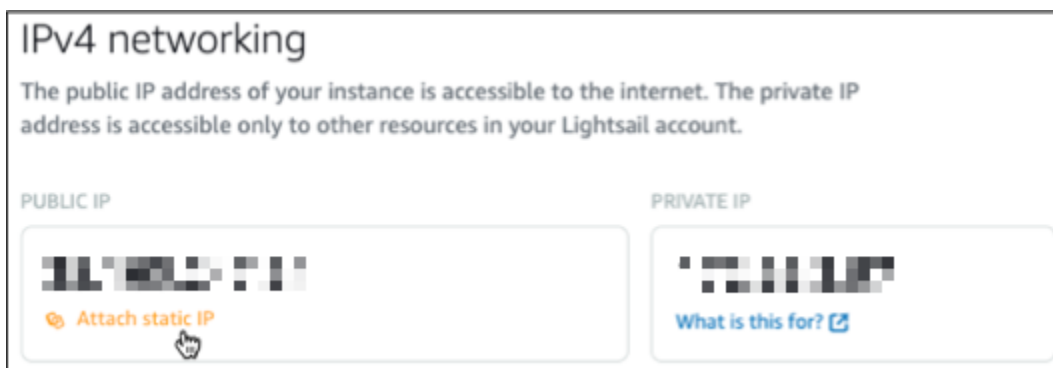 IPv4 networking
The public IP address of your instance is accessible to the internet. The private IP
address is accessible only to other resources in your Lightsail account.
PUBLIC IP
PRIVATE IP
Attach static IP
What is this for?